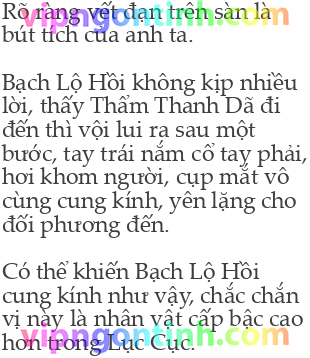 Rõ ràng vết đạn trên sàn là
bút tích của anh ta.
Bạch Lộ Hồi không kịp nhiều
lời, thấy Thẩm Thanh Dã đi
đến thì vội lui ra sau một
bước, tay trái nắm cổ tay phải,
hơi khom người, cụp mắt vô
cùng cung kính, yên lặng cho
đối phương đến.
Có thể khiến Bạch Lộ Hồi
cung kính như vậy, chắc chắn
vị này là nhân vật cấp bậc cao
hơn trong Lục Cục.
vipngontinh.com
vipngontinh.com
vipngontinh.com
vipngontinh.com